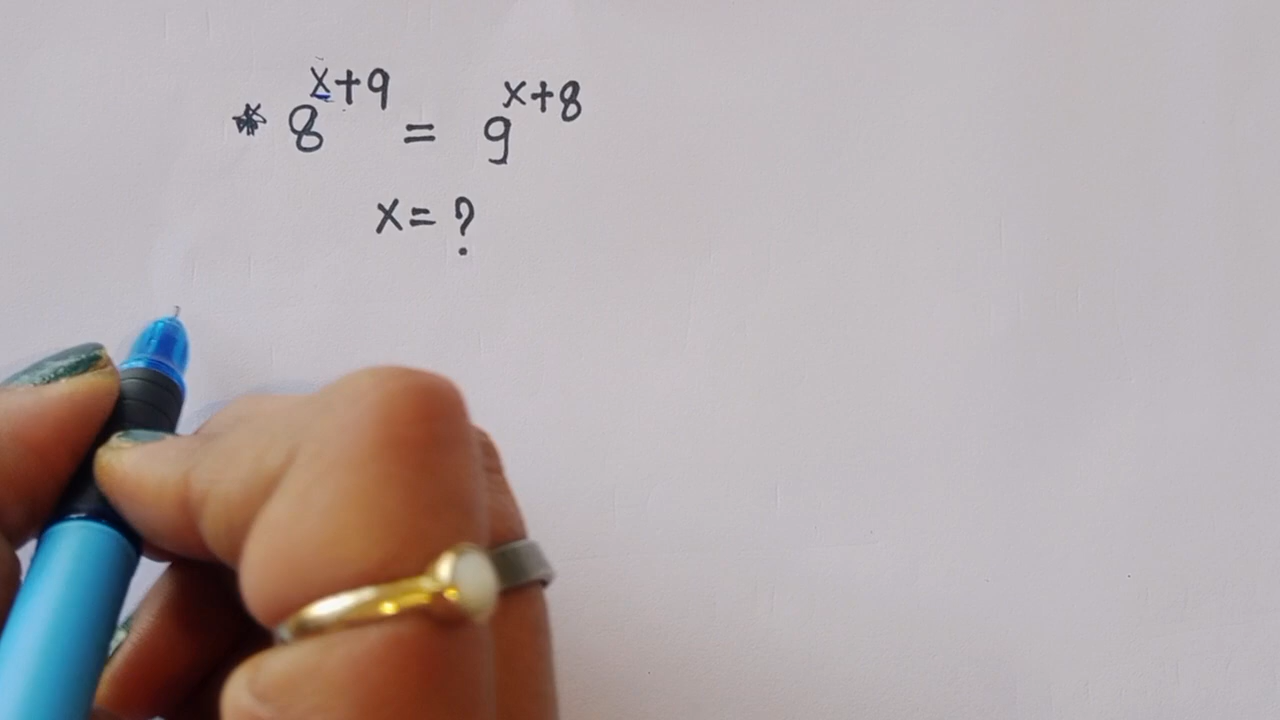 * 8^{x+9} = 9^{x+8}
x = ?